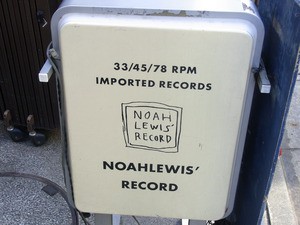 33/45/78 RPM
IMPORTED RECORDS
NOAH
LEWIS'
RECORD
NOAHLEWIS'
RECORD